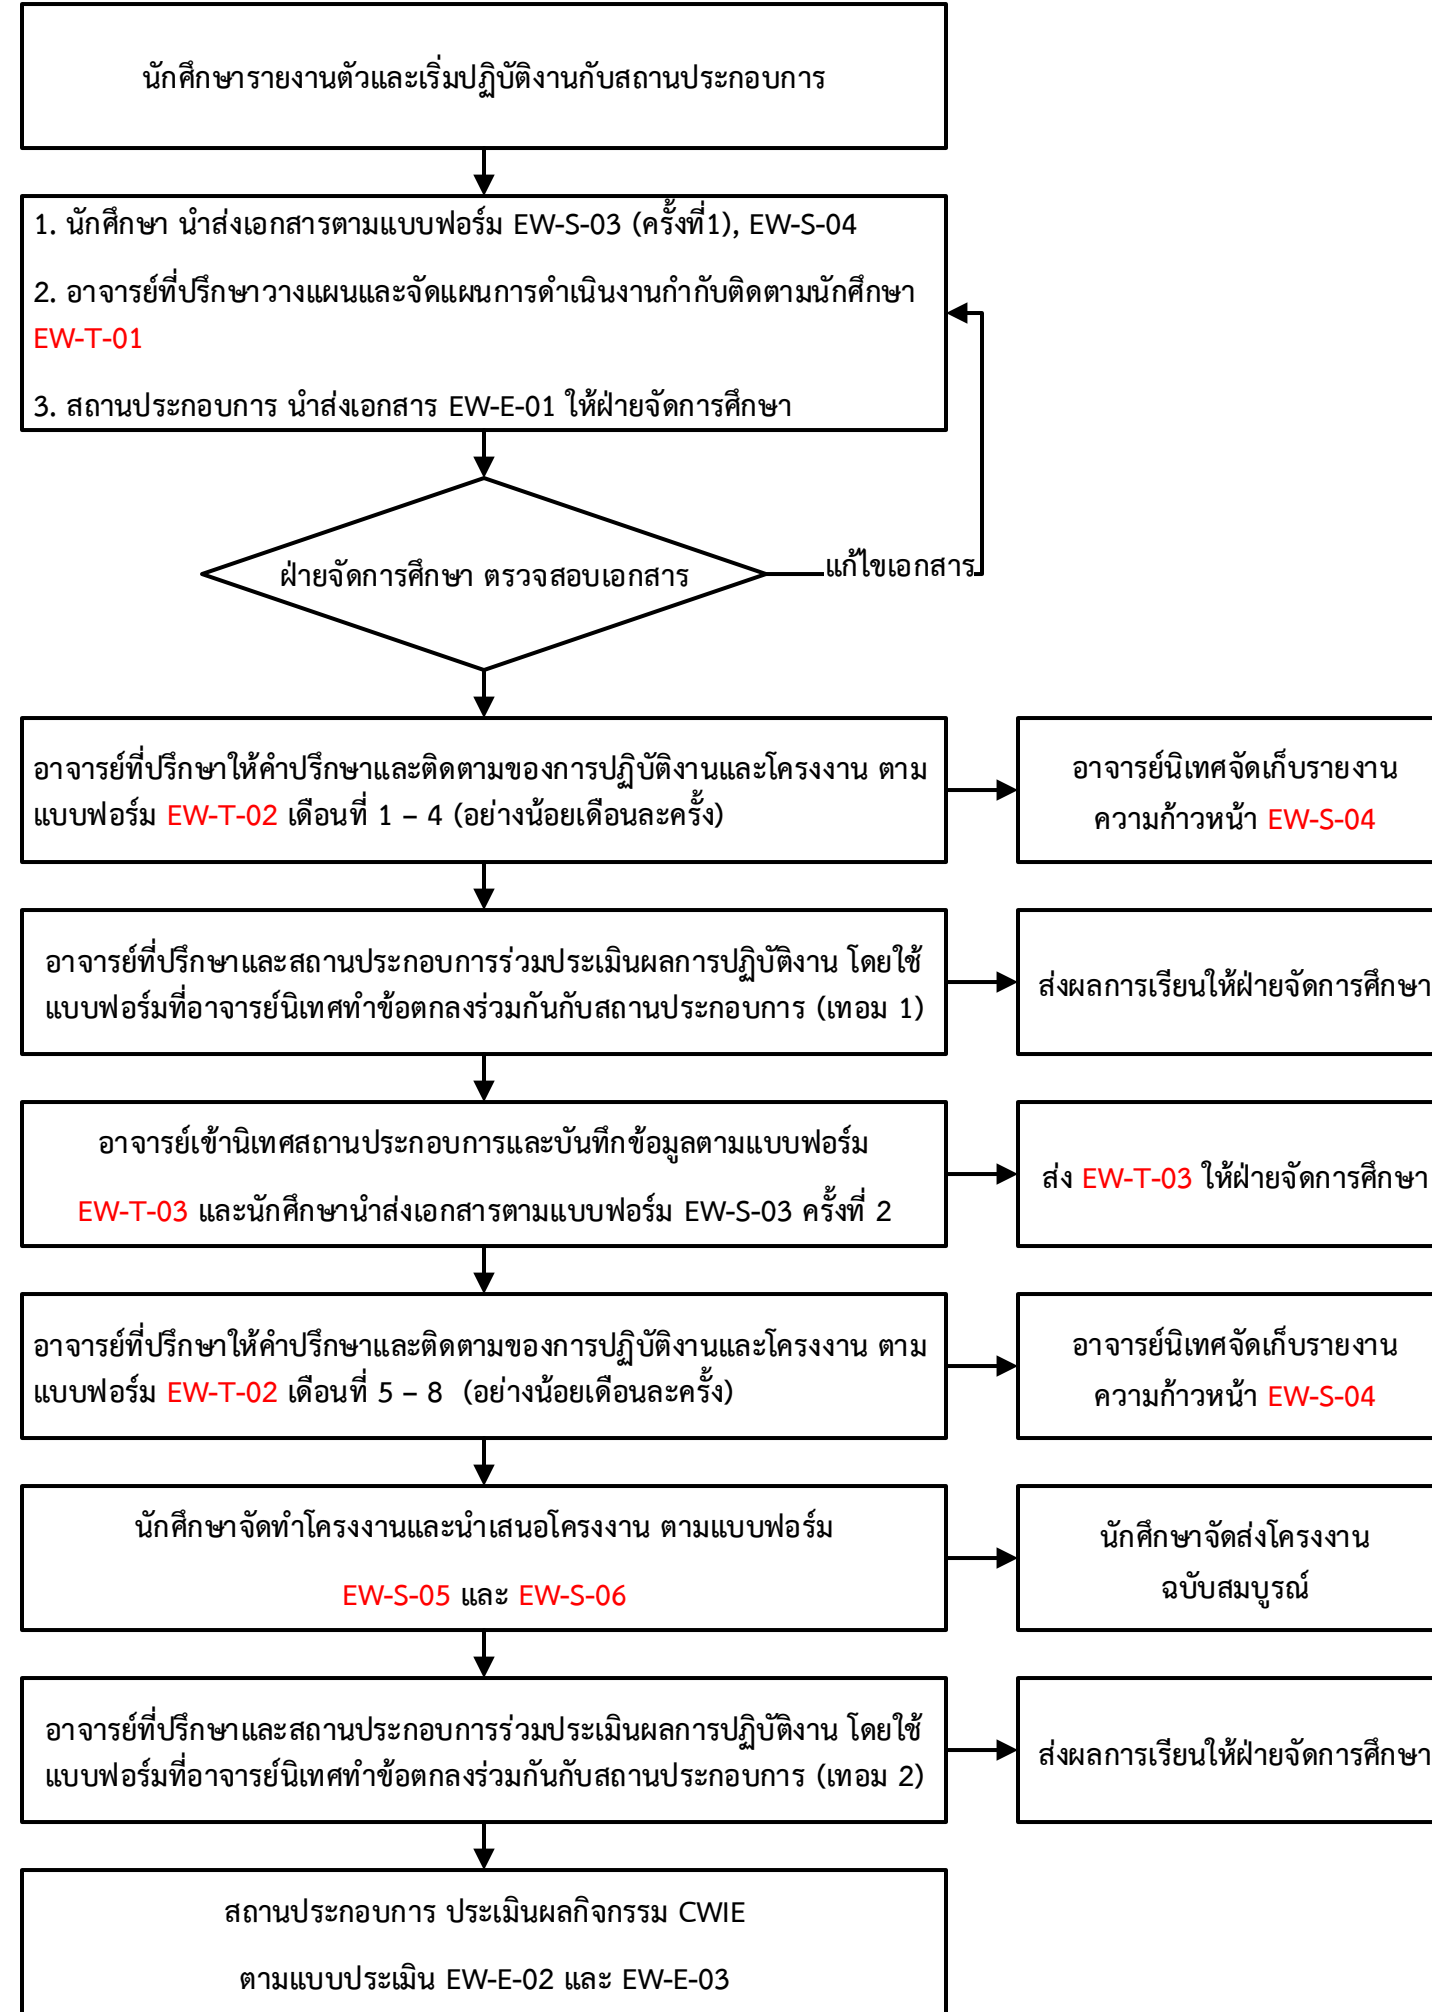 นักศึกษารายงานตัวและเริ่มปฏิบัติงานกับสถานประกอบการ
1. นักศึกษา นำส่งเอกสารตามแบบฟอร์ม EW-S-03 (ครั้งที่1), EW-S-04
2. อาจารย์ที่ปรึกษาวางแผนและจัดแผนการดำเนินงานกำกับติดตามนักศึกษา
EW-T-01
3. สถานประกอบการ นำส่งเอกสาร EW-E-01 ให้ฝ่ายจัดการศึกษา
ฝ่ายจัดการศึกษา ตรวจสอบเอกสาร
แก้ไขเอกสาร
อาจารย์ที่ปรึกษาให้คำปรึกษาและติดตามของการปฏิบัติงานและโครงงาน ตาม
แบบฟอร์ม EW-T-02 เดือนที่ 1 – 4 (อย่างน้อยเดือนละครั้ง)
อาจารย์นิเทศจัดเก็บรายงาน
ความก้าวหน้า EW-S-04
อาจารย์ที่ปรึกษาและสถานประกอบการร่วมประเมินผลการปฏิบัติงาน โดยใช้
แบบฟอร์มที่อาจารย์นิเทศทำข้อตกลงร่วมกันกับสถานประกอบการ (เทอม 1)
ส่งผลการเรียนให้ฝ่ายจัดการศึกษา
อาจารย์เข้านิเทศสถานประกอบการและบันทึกข้อมูลตามแบบฟอร์ม
EW-T-03 และนักศึกษานำส่งเอกสารตามแบบฟอร์ม EW-S-03 ครั้งที่ 2
ส่ง EW-T-03 ให้ฝ่ายจัดการศึกษา
อาจารย์ที่ปรึกษาให้คำปรึกษาและติดตามของการปฏิบัติงานและโครงงาน ตาม
แบบฟอร์ม EW-T-02 เดือนที่ 5 – 8 (อย่างน้อยเดือนละครั้ง)
อาจารย์นิเทศจัดเก็บรายงาน
ความก้าวหน้า EW-S-04
นักศึกษาจัดทำโครงงานและนำเสนอโครงงาน ตามแบบฟอร์ม
EW-S-05 และ EW-S-06
นักศึกษาจัดส่งโครงงาน
ฉบับสมบูรณ์
อาจารย์ที่ปรึกษาและสถานประกอบการร่วมประเมินผลการปฏิบัติงาน โดยใช้
แบบฟอร์มที่อาจารย์นิเทศทำข้อตกลงร่วมกันกับสถานประกอบการ (เทอม 2)
ส่งผลการเรียนให้ฝ่ายจัดการศึกษา
สถานประกอบการ ประเมินผลกิจกรรม CWIE
ตามแบบประเมิน EW-E-02 และ EW-E-03